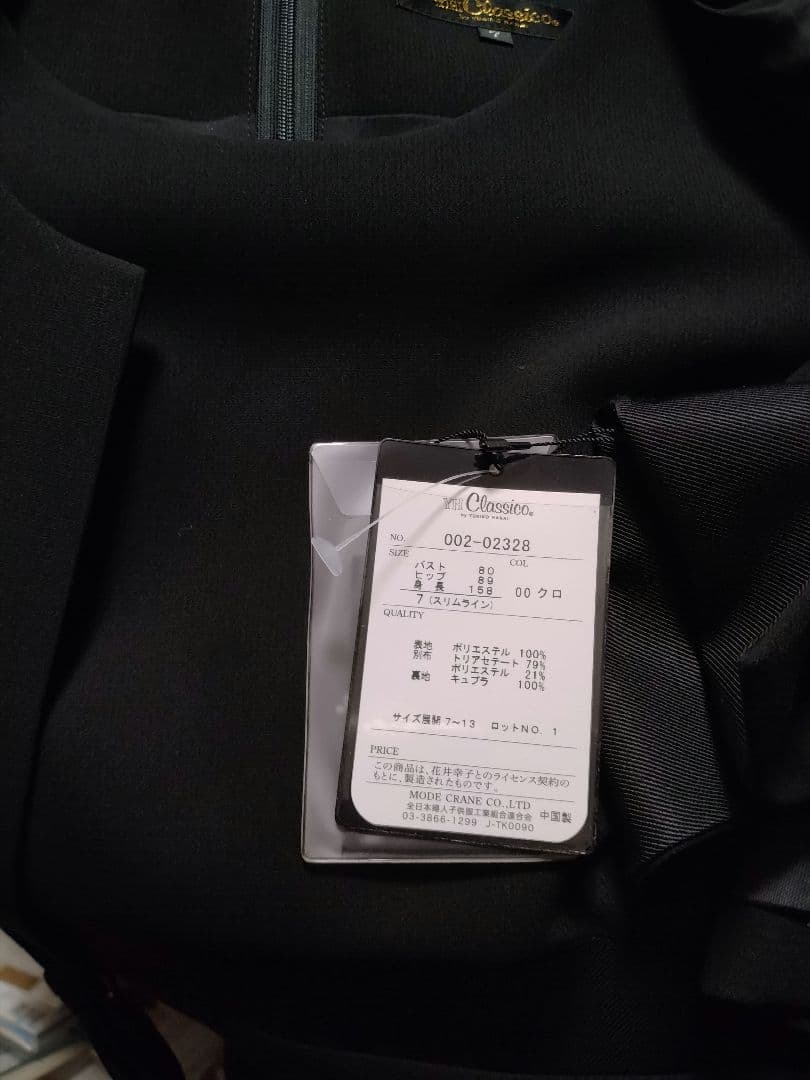 YH Classico®
by YUKIKO HANAI
7
YH Classico®
by YUKIKO HANAI
NO. 002-02328
SIZE COL
バスト 80
ヒップ 89
身長 158 00 クロ
7 (スリムライン)
QUALITY
表地 ポリエステル 100%
別布 トリアセテート 79%
ポリエステル 21%
裏地 キュプラ 100%
サイズ展開 7~13 ロットNO. 1
PRICE
この商品は、花井幸子とのライセンス契約の
もとに、製造されたものです。
MODE CRANE CO.,LTD
全日本婦人子供服工業組合連合会 中国製
03-3866-1299 J-TK0090